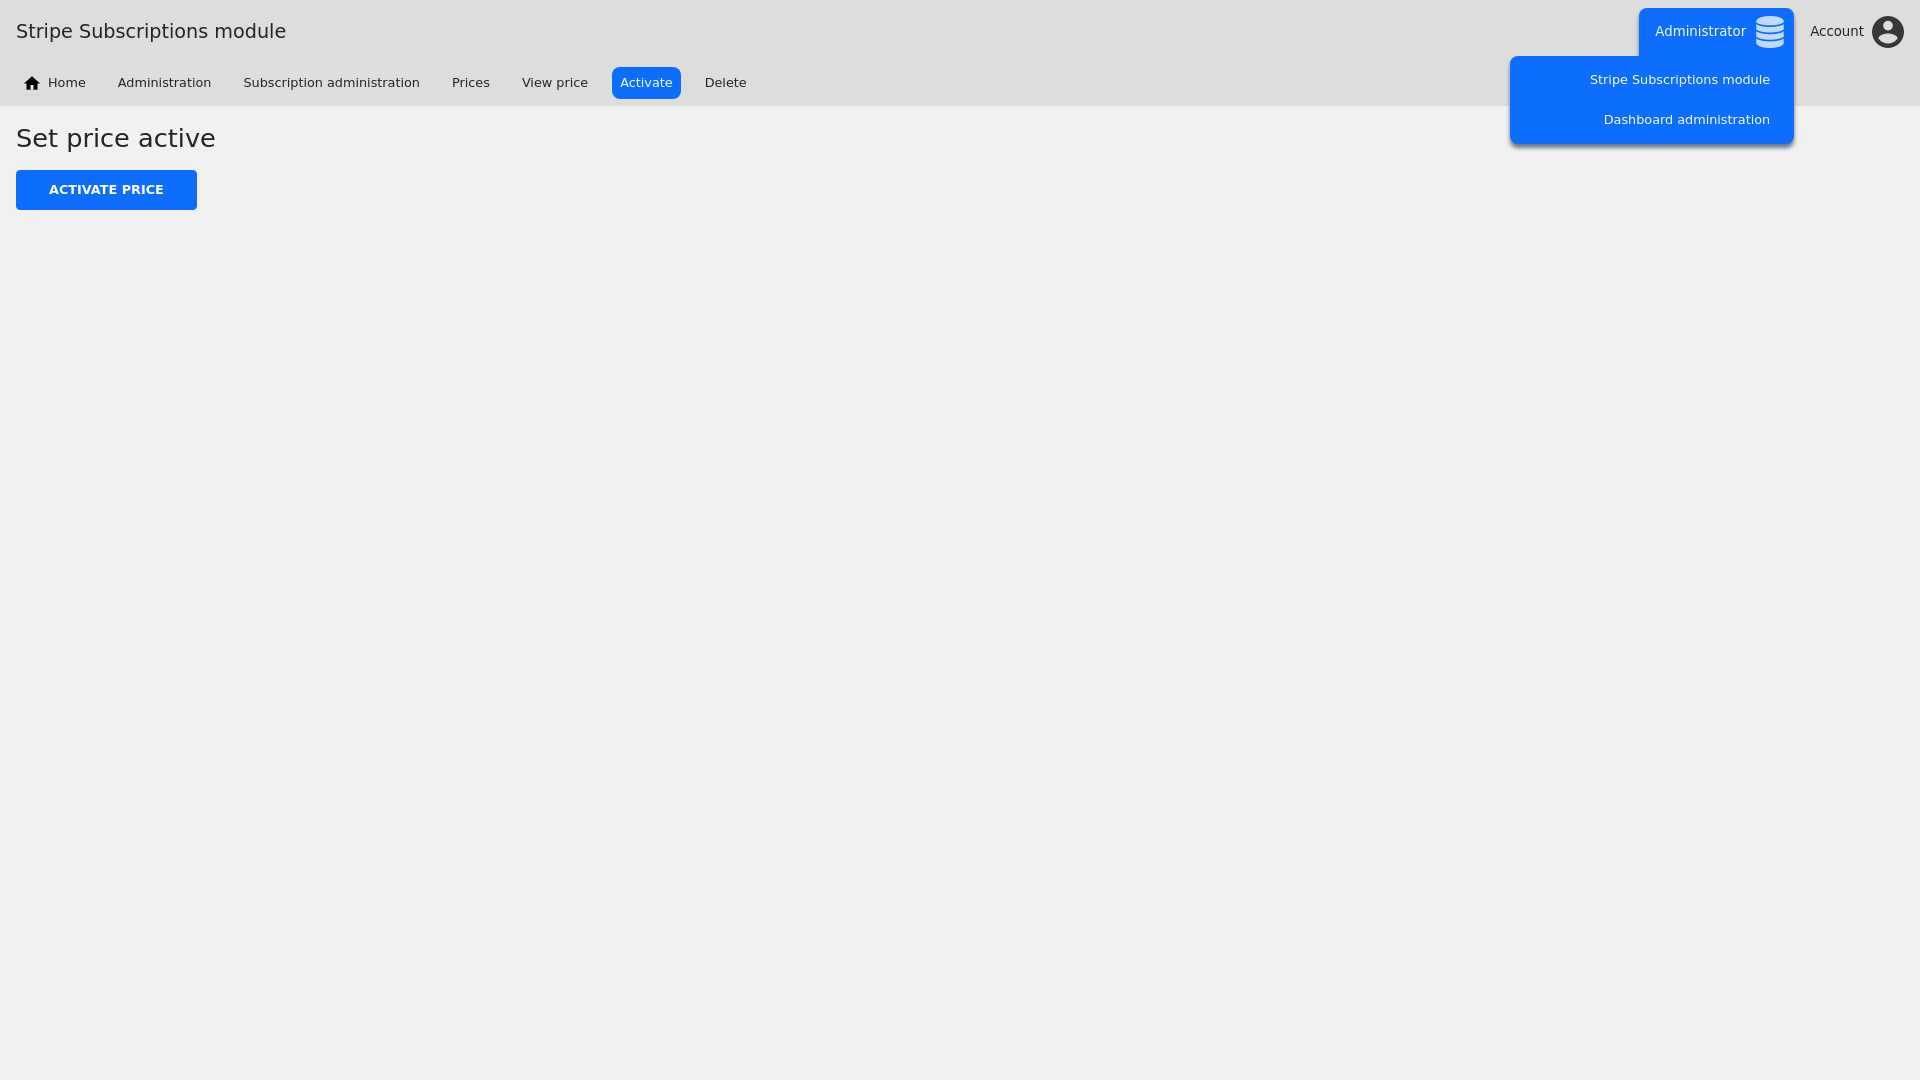 Stripe Subscriptions module
Administrator
Account
Stripe Subscriptions module
Dashboard administration
Home
Administration
Subscription administration
Prices
View price
Activate
Delete
Set price active
ACTIVATE PRICE